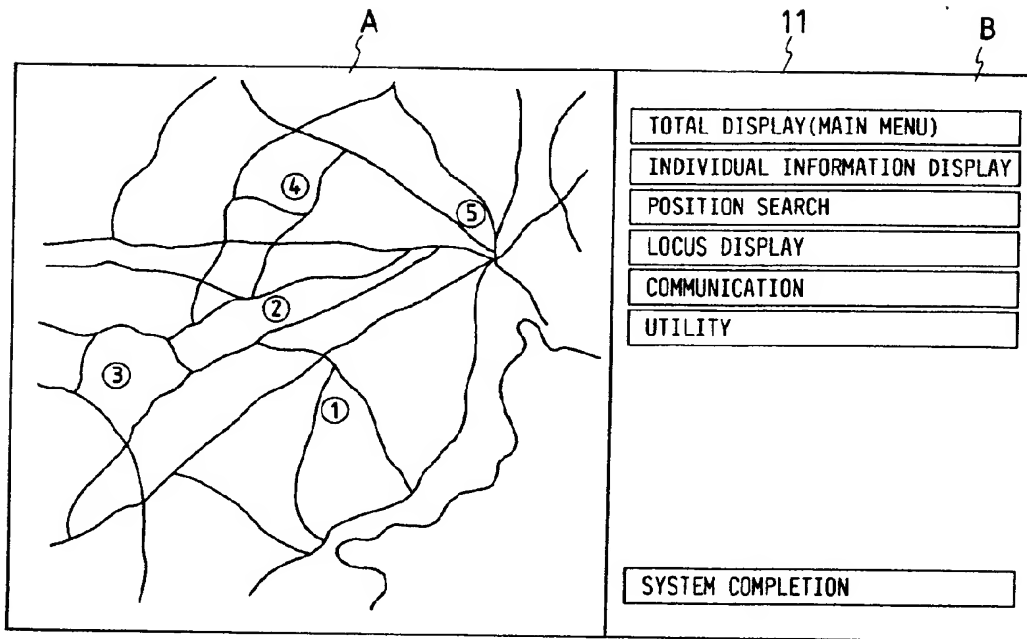 A
11
B
TOTAL DISPLAY(MAIN MENU)
INDIVIDUAL INFORMATION DISPLAY
POSITION SEARCH
LOCUS DISPLAY
COMMUNICATION
UTILITY
SYSTEM COMPLETION
④
⑤
②
③
①